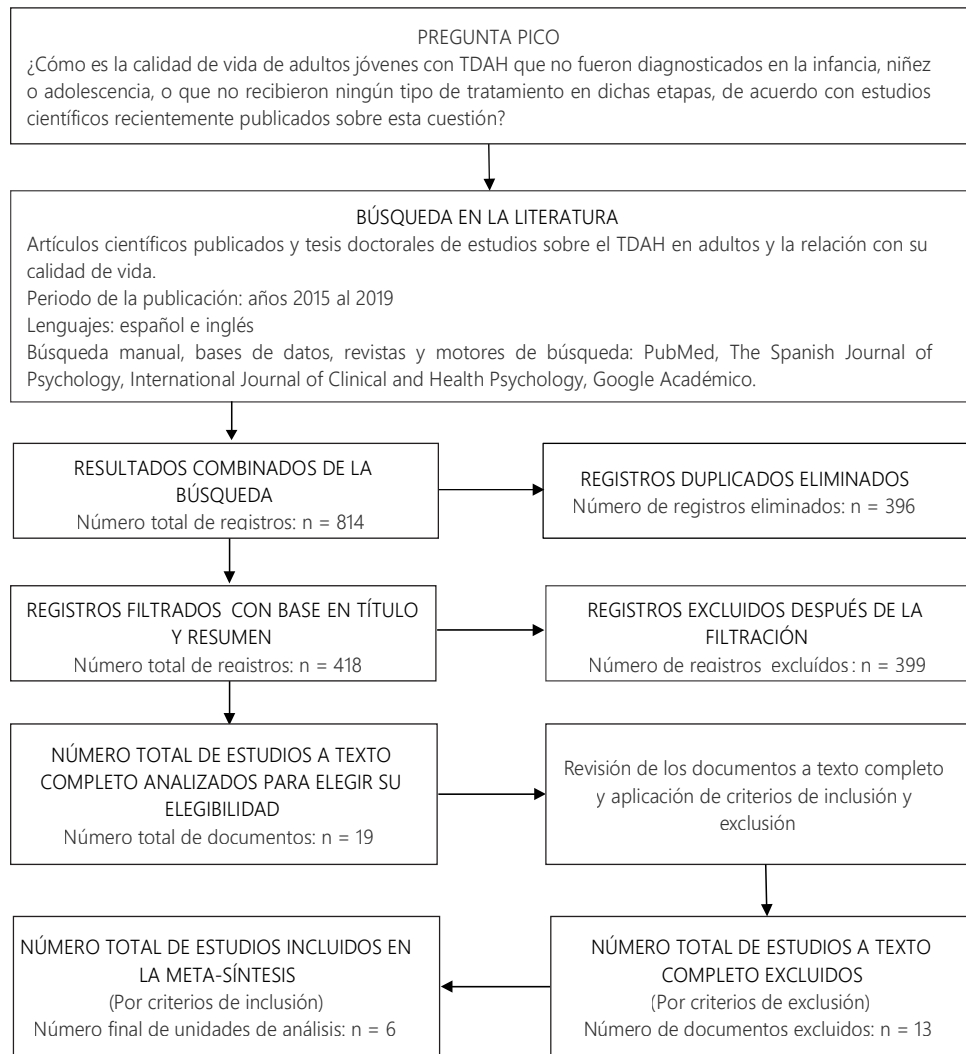 PREGUNTA PICO
¿Cómo es la calidad de vida de adultos jóvenes con TDAH que no fueron diagnosticados en la infancia, niñez
o adolescencia, o que no recibieron ningún tipo de tratamiento en dichas etapas, de acuerdo con estudios
científicos recientemente publicados sobre esta cuestión?
BÚSQUEDA EN LA LITERATURA
Artículos científicos publicados y tesis doctorales de estudios sobre el TDAH en adultos y la relación con su
calidad de vida.
Periodo de la publicación: años 2015 al 2019
Lenguajes: español e inglés
Búsqueda manual, bases de datos, revistas y motores de búsqueda: PubMed, The Spanish Journal of
Psychology, International Journal of Clinical and Health Psychology, Google Académico.
RESULTADOS COMBINADOS DE LA
BÚSQUEDA
Número total de registros: n = 814
REGISTROS DUPLICADOS ELIMINADOS
Número de registros eliminados: n = 396
REGISTROS FILTRADOS CON BASE EN TÍTULO
Y RESUMEN
Número total de registros: n = 418
REGISTROS EXCLUIDOS DESPUÉS DE LA
FILTRACIÓN
Número de registros excluídos : n = 399
NÚMERO TOTAL DE ESTUDIOS A TEXTO
COMPLETO ANALIZADOS PARA ELEGIR SU
ELEGIBILIDAD
Número total de documentos: n = 19
Revisión de los documentos a texto completo
y aplicación de criterios de inclusión y
exclusión
NÚMERO TOTAL DE ESTUDIOS INCLUIDOS EN
LA META-SÍNTESIS
(Por criterios de inclusión)
Número final de unidades de análisis: n = 6
NÚMERO TOTAL DE ESTUDIOS A TEXTO
COMPLETO EXCLUIDOS
(Por criterios de exclusión)
Número de documentos excluidos: n = 13